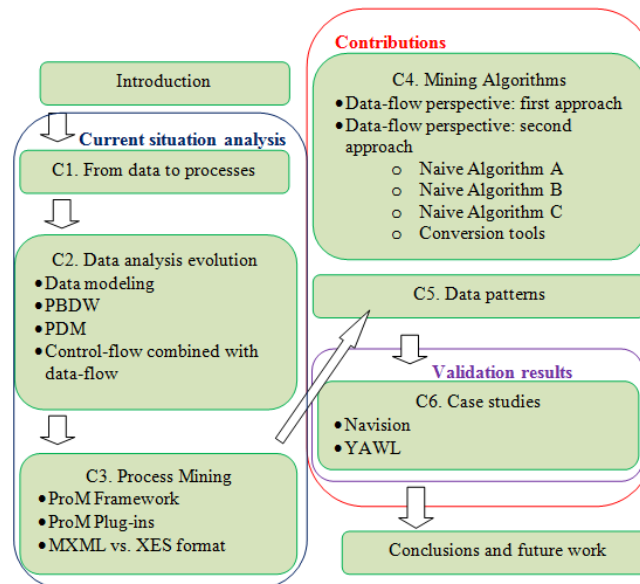 Introduction
Current situation analysis
C1. From data to processes
C2. Data analysis evolution
•Data modeling
•PBDW
•PDM
•Control-flow combined with
data-flow
C3. Process Mining
•ProM Framework
•ProM Plug-ins
•MXML vs. XES format
Contributions
C4. Mining Algorithms
•Data-flow perspective: first approach
•Data-flow perspective: second
approach
o Naive Algorithm A
o Naive Algorithm B
o Naive Algorithm C
o Conversion tools
C5. Data patterns
Validation results
C6. Case studies
•Navision
•YAWL
Conclusions and future work